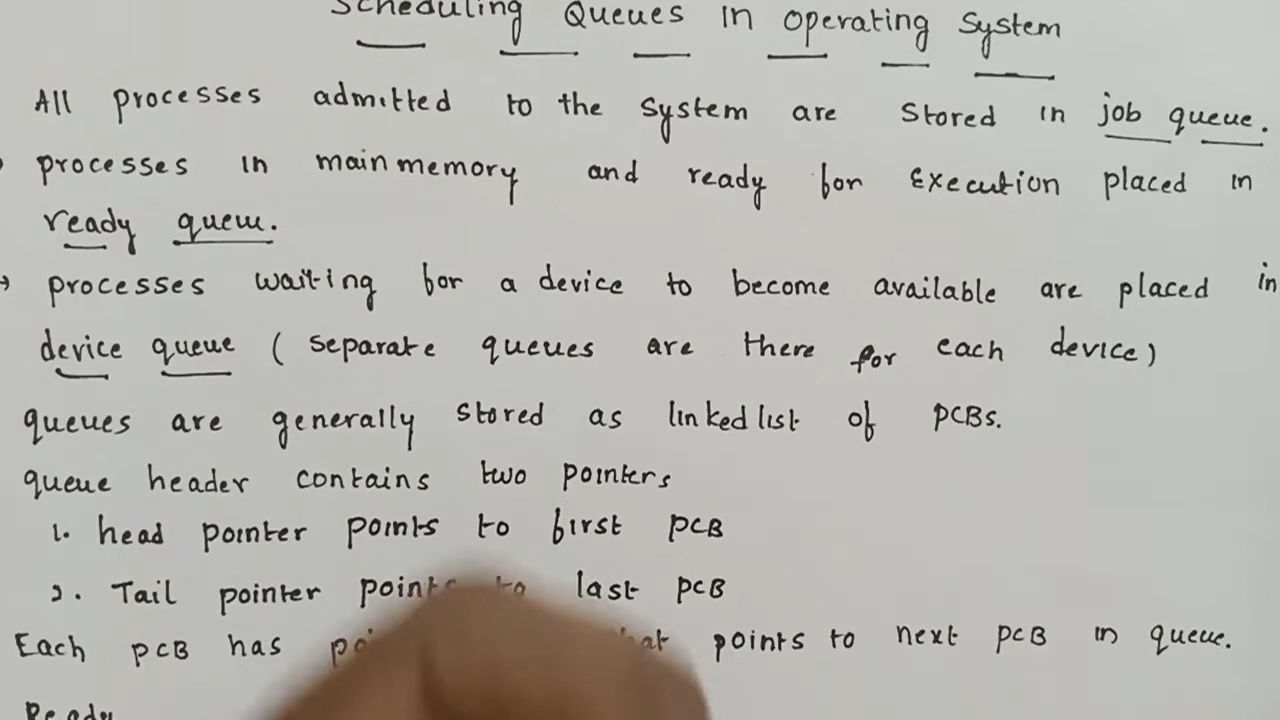 Scheduling Queues in Operating System
All processes admitted to the system are stored in job queue.
processes in mainmemory and ready for execution placed in
ready queue.
→ processes waiting for a device to become available are placed in
device queue ( separate queues are there for each device)
queues are generally stored as linkedlist of PCBs.
queue header contains two pointers
1. head pointer points to first PCB
2. Tail pointer points to last PCB
Each PCB has points to next PCB in queue.
Ready